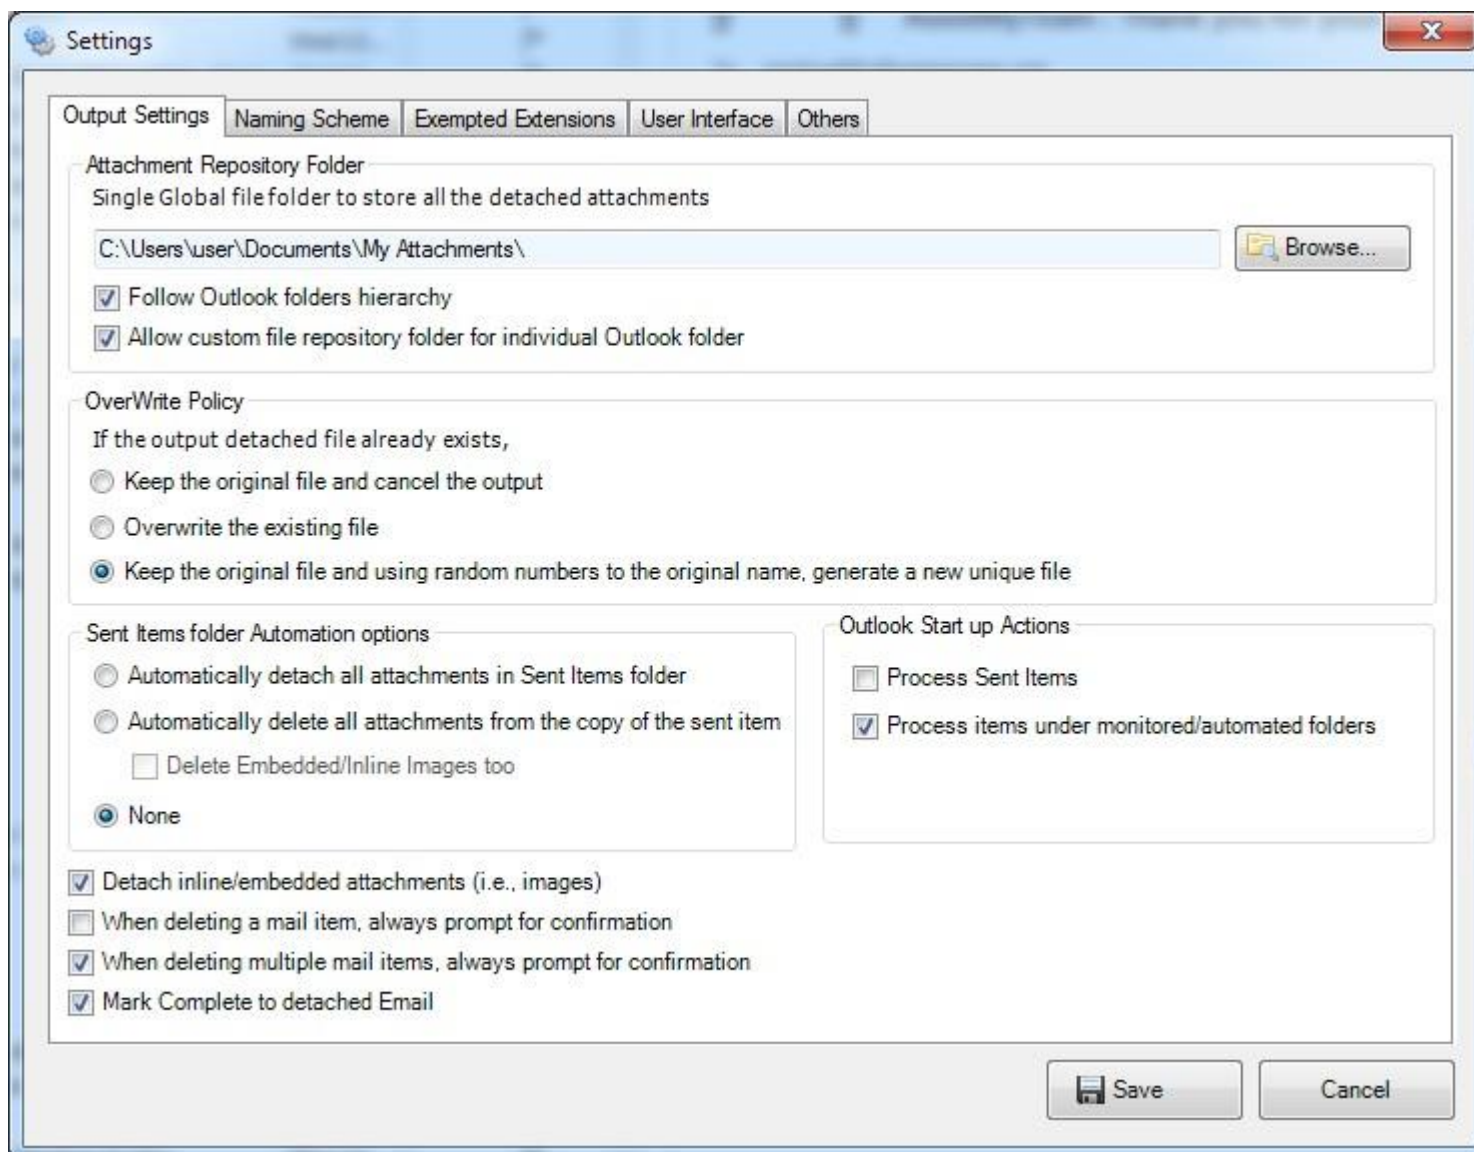 Settings
Output Settings
Naming Scheme
Exempted Extensions
User Interface
Others
Attachment Repository Folder
Single Global file folder to store all the detached attachments
C:\Users\user\Documents\My Attachments\
Browse...
Follow Outlook folders hierarchy
Allow custom file repository folder for individual Outlook folder
OverWrite Policy
If the output detached file already exists,
Keep the original file and cancel the output
Overwrite the existing file
Keep the original file and using random numbers to the original name, generate a new unique file
Sent Items folder Automation options
Automatically detach all attachments in Sent Items folder
Automatically delete all attachments from the copy of the sent item
Delete Embedded/Inline Images too
None
Outlook Start up Actions
Process Sent Items
Process items under monitored/automated folders
Detach inline/embedded attachments (i.e., images)
When deleting a mail item, always prompt for confirmation
When deleting multiple mail items, always prompt for confirmation
Mark Complete to detached Email
Save
Cancel